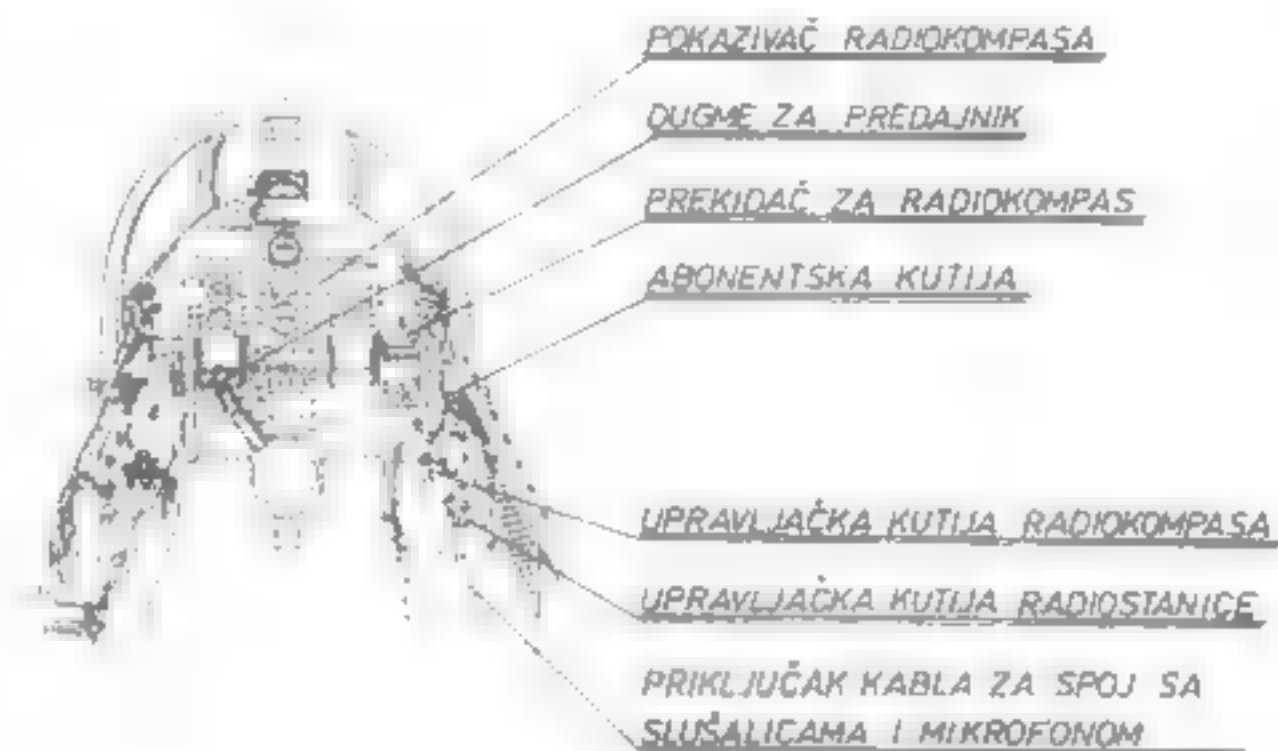 POKAZIVAČ RADIOKOMPASA
DUGME ZA PREDAJNIK
PREKIDAČ ZA RADIOKOMPAS
ABONENTSKA KUTIJA
UPRAVLJAČKA KUTIJA RADIOKOMPASA
UPRAVLJAČKA KUTIJA RADIOSTANICE
PRIKLJUČAK KABLA ZA SPOJ SA
SLUŠALICAMA I MIKROFONOM